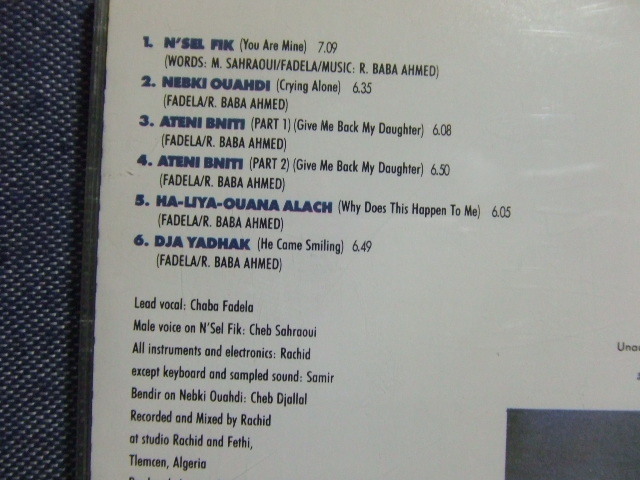 1. N'SEL FIK (You Are Mine) 7.09
(WORDS: M. SAHRAOUI/FADELA/MUSIC: R. BABA AHMED)
2. NEBKI OUAHDI (Crying Alone) 6.35
(FADELA/R. BABA AHMED)
3. ATENI BNITI (PART 1) (Give Me Back My Daughter) 6.08
(FADELA/R. BABA AHMED)
4. ATENI BNITI (PART 2) (Give Me Back My Daughter) 6.50
(FADELA/R. BABA AHMED)
5. HA-LIYA-OUANA ALACH (Why Does This Happen To Me) 6.05
(FADELA/R. BABA AHMED)
6. DJA YADHAK (He Came Smiling) 6.49
(FADELA/R. BABA AHMED)
Lead vocal: Chaba Fadela
Male voice on N'Sel Fik: Cheb Sahraoui
All instruments and electronics: Rachid
except keyboard and sampled sound: Samir
Bendir on Nebki Ouahdi: Cheb Djallal
Recorded and Mixed by Rachid
at studio Rachid and Fethi,
Tlemcen, Algeria